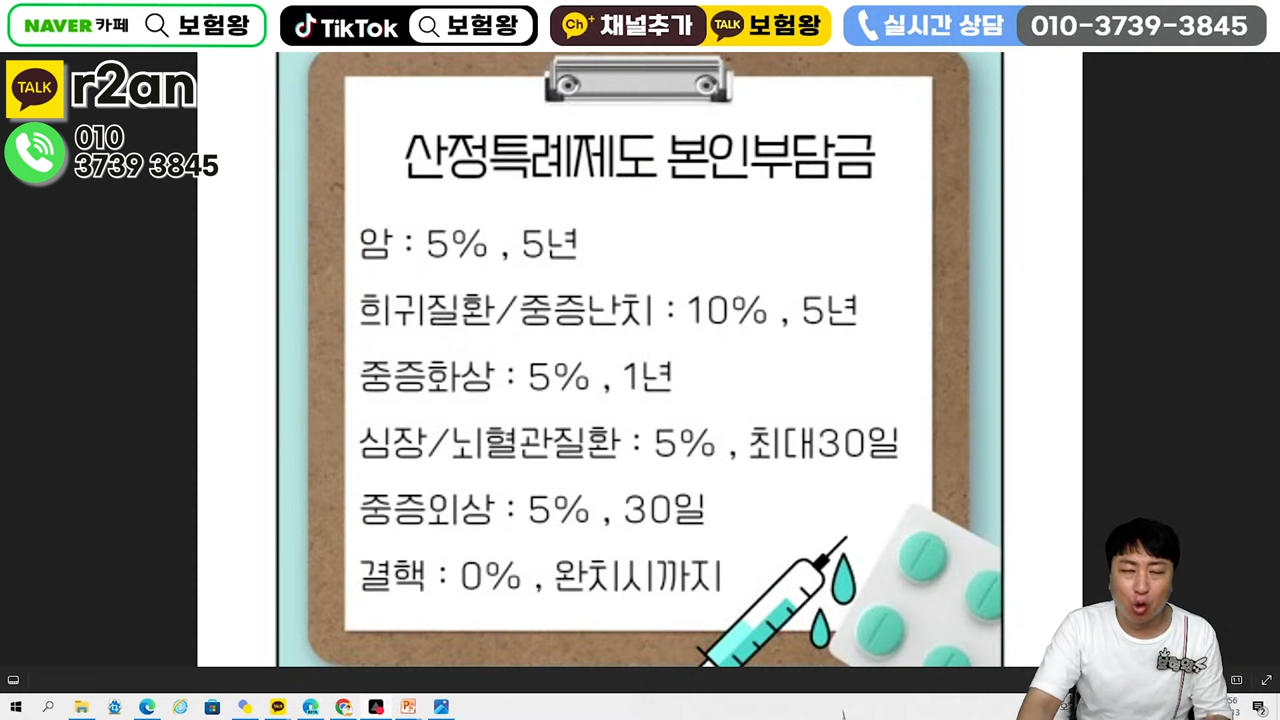 NAVER 카페 보험왕
TikTok 보험왕
Ch+ 채널추가 TALK 보험왕
실시간 상담 010-3739-3845
TALK r2an
010
3739 3845
산정특례제도 본인부담금
암 : 5% , 5년
희귀질환/중증난치 : 10% , 5년
중증화상 : 5% , 1년
심장/뇌혈관질환 : 5% , 최대30일
중증외상 : 5% , 30일
결핵 : 0% , 완치시까지
보험왕